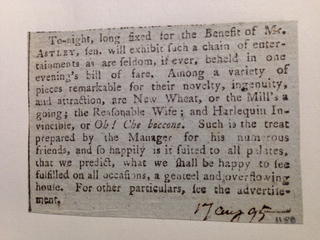 To-night, long fixed for the Benefit of Mr.
ASTLEY, sen. will exhibit such a chain of enter-
tainments as are seldom, if ever, beheld in one
evening's bill of fare. Among a variety of
pieces remarkable for their novelty, ingenuity,
and attraction, are New Wheat, or the Mill's a
going; the Reasonable Wife; and Harlequin In-
vincible, or Oh! Che boccone. Such is the treat
prepared by the Manager for his numerous
friends, and so happily is it suited to all palates,
that we predict, what we shall be happy to see
fulfilled on all occasions, a genteel and overflowing
house. For other particulars, see the advertise-
ment.
17 aug 95